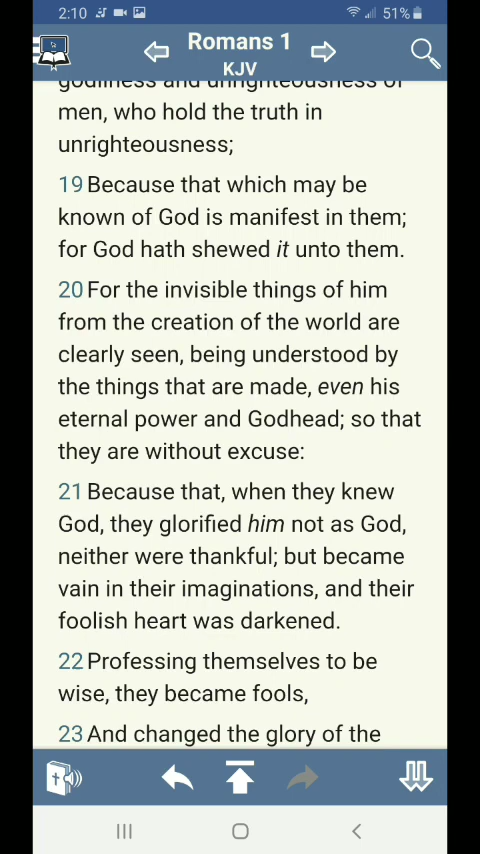 2:10
51%
Romans 1
KJV
godliness and unrighteousness of
men, who hold the truth in
unrighteousness;
19 Because that which may be
known of God is manifest in them;
for God hath shewed it unto them.
20 For the invisible things of him
from the creation of the world are
clearly seen, being understood by
the things that are made, even his
eternal power and Godhead; so that
they are without excuse:
21 Because that, when they knew
God, they glorified him not as God,
neither were thankful; but became
vain in their imaginations, and their
foolish heart was darkened.
22 Professing themselves to be
wise, they became fools,
23 And changed the glory of the